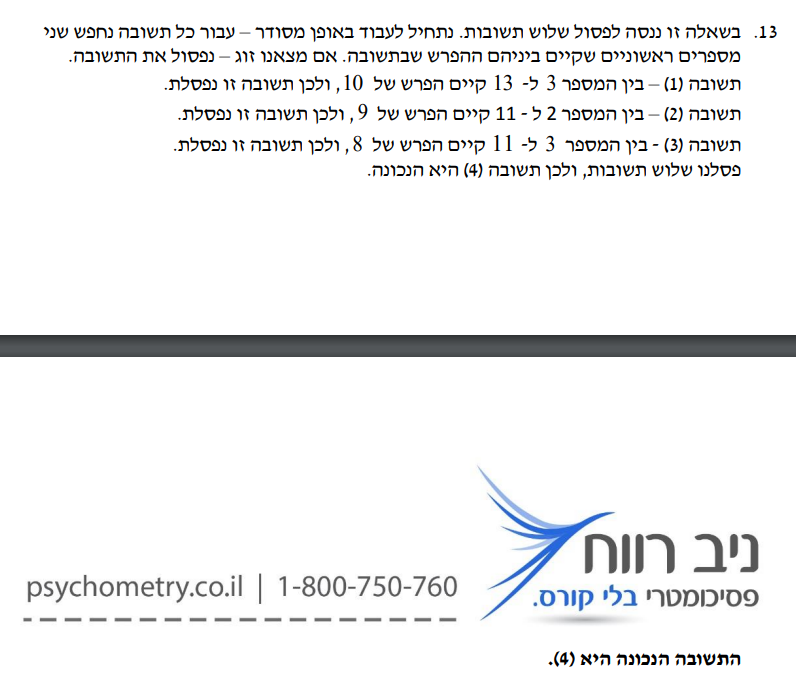 13. בשאלה זו ננסה לפסול שלוש תשובות. נתחיל לעבוד באופן מסודר – עבור כל תשובה נחפש שני
מספרים ראשוניים שקיים ביניהם ההפרש שבתשובה. אם מצאנו זוג – נפסול את התשובה.
תשובה (1) – בין המספר 3 ל- 13 קיים הפרש של 10, ולכן תשובה זו נפסלת.
תשובה (2) – בין המספר 2 ל - 11 קיים הפרש של 9, ולכן תשובה זו נפסלת.
תשובה (3) - בין המספר 3 ל- 11 קיים הפרש של 8, ולכן תשובה זו נפסלת.
פסלנו שלוש תשובות, ולכן תשובה (4) היא הנכונה.
ניב רווח
פסיכומטרי בלי קורס.
psychometry.co.il | 1-800-750-760
התשובה הנכונה היא (4).